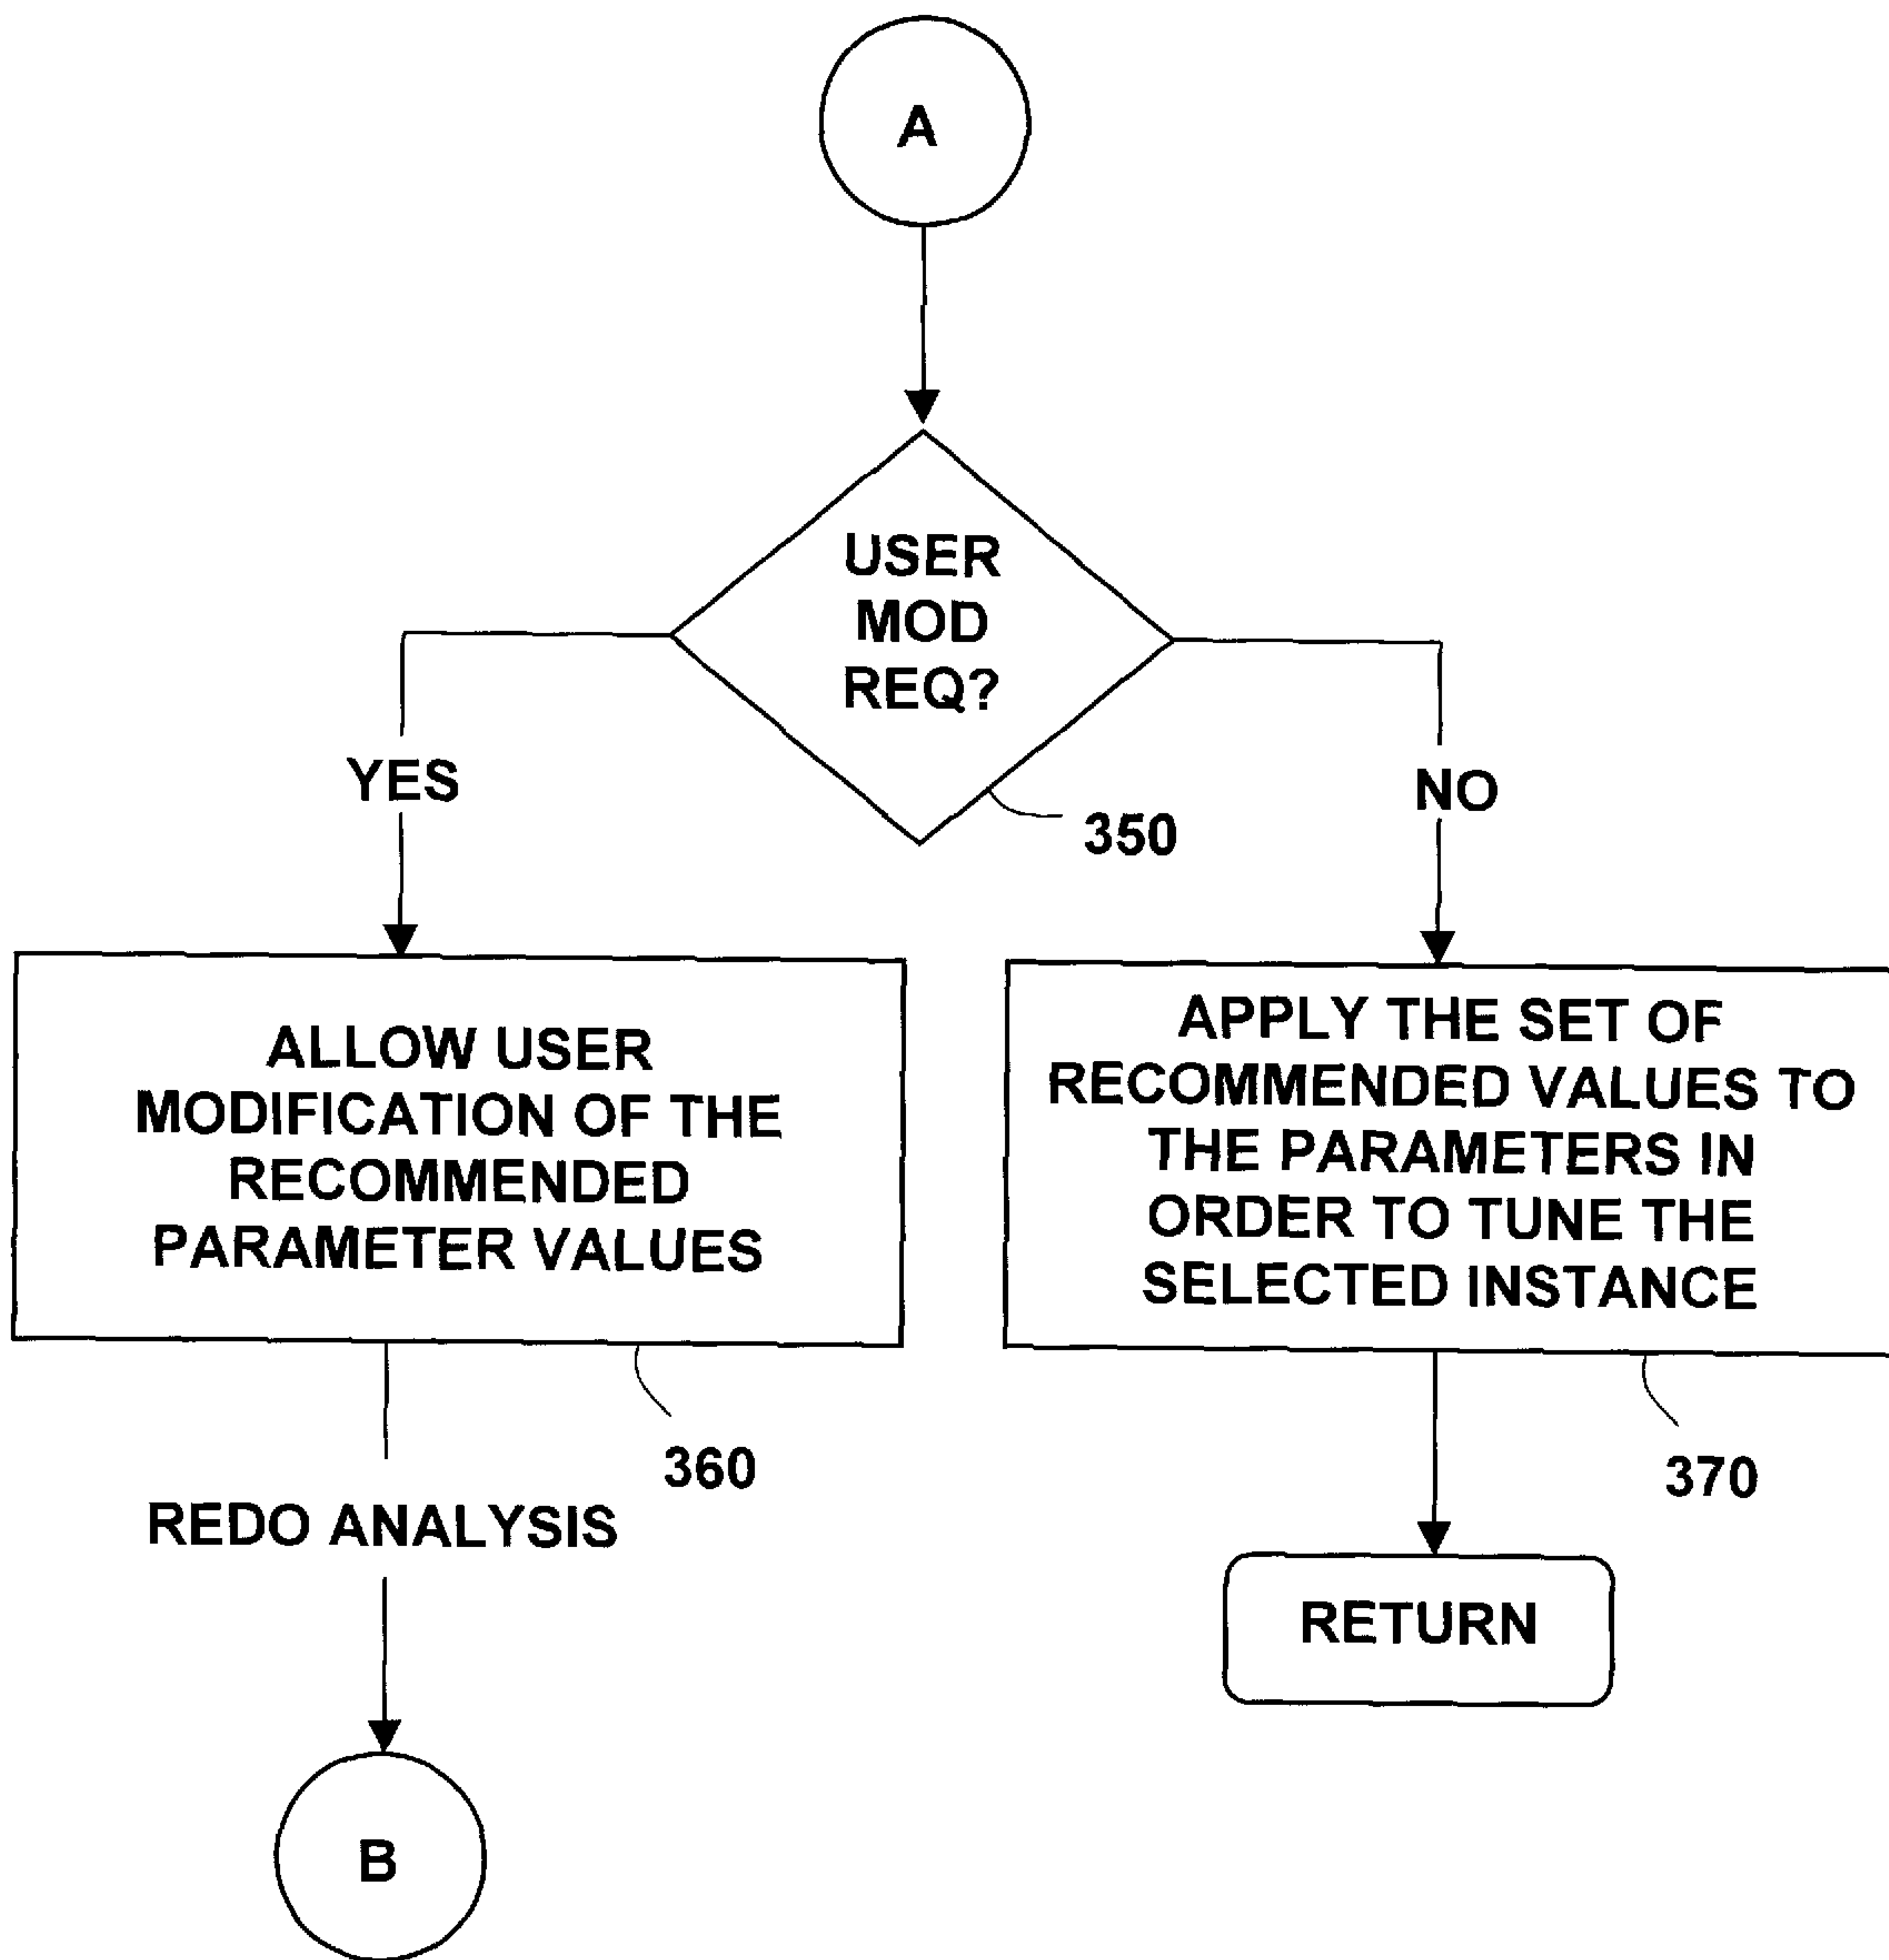 A
USER
MOD
REQ?
YES
NO
350
ALLOW USER
MODIFICATION OF THE
RECOMMENDED
PARAMETER VALUES
APPLY THE SET OF
RECOMMENDED VALUES TO
THE PARAMETERS IN
ORDER TO TUNE THE
SELECTED INSTANCE
360
370
REDO ANALYSIS
RETURN
B